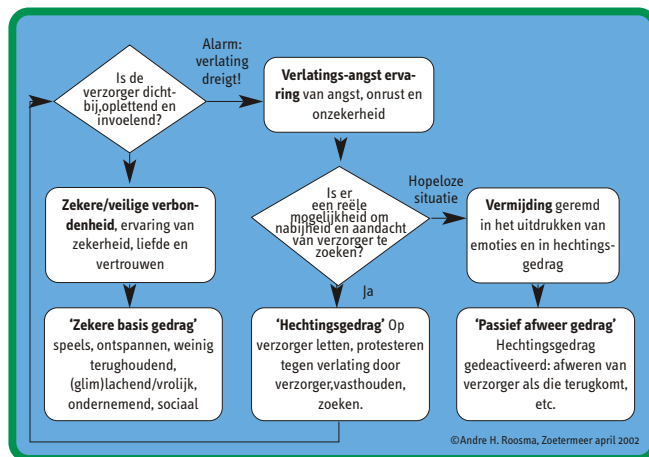 Is de
verzorger dicht-
bij,oplettend en
invoelend?
Alarm:
verlating
dreigt!
Verlatings-angst erva-
ring van angst, onrust en
onzekerheid
Zekere/veilige verbon-
denheid, ervaring van
zekerheid, liefde en
vertrouwen
Is er
een reële
mogelijkheid om
nabijheid en aandacht
van verzorger te
zoeken?
Hopeloze
situatie
Vermijding geremd
in het uitdrukken van
emoties en in hechtings-
gedrag
Ja
‘Zekere basis gedrag’
speels, ontspannen, weinig
terughoudend,
(glim)lachend/vrolijk,
ondernemend, sociaal
‘Hechtingsgedrag’ Op
verzorger letten, protesteren
tegen verlating door
verzorger,vasthouden,
zoeken.
‘Passief afweer gedrag’
Hechtingsgedrag
gedeactiveerd: afweren van
verzorger als die terugkomt,
etc.
©Andre H. Roosma, Zoetermeer april 2002